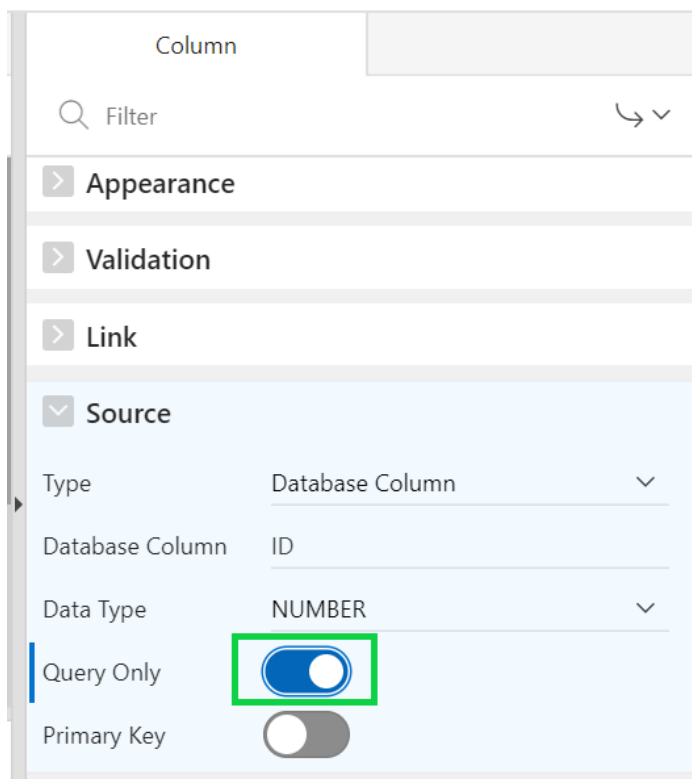 Column
Filter
Appearance
Validation
Link
Source
Type Database Column
Database Column ID
Data Type NUMBER
Query Only
Primary Key